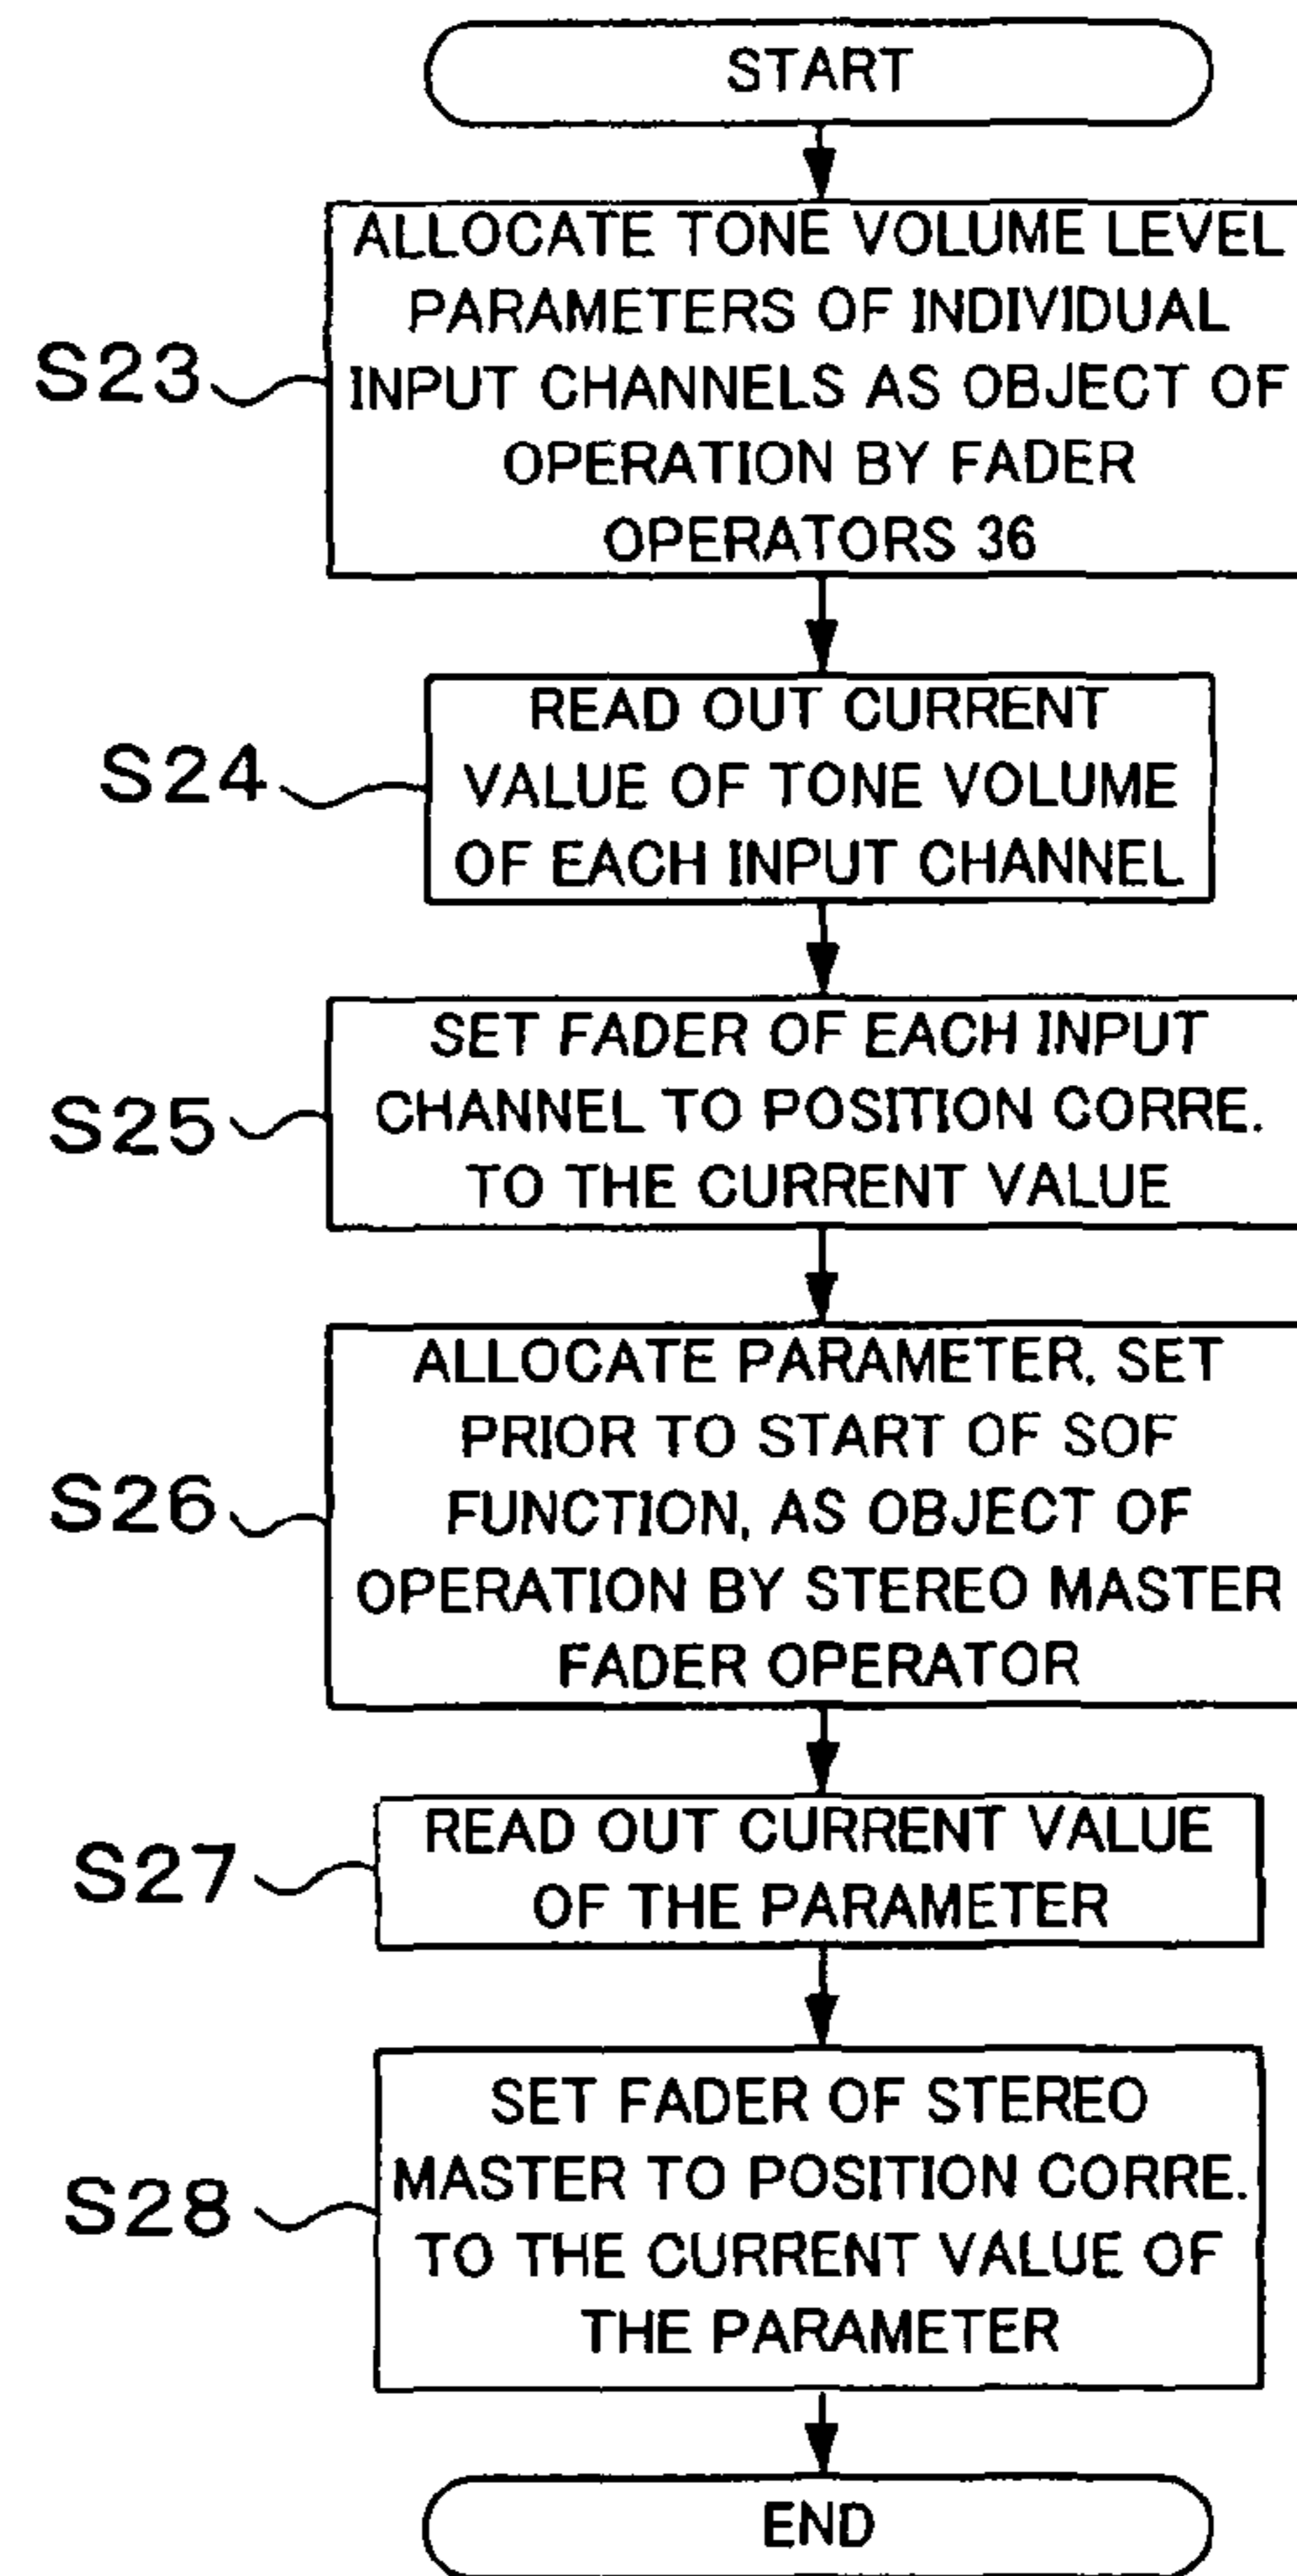 START
ALLOCATE TONE VOLUME LEVEL
PARAMETERS OF INDIVIDUAL
INPUT CHANNELS AS OBJECT OF
OPERATION BY FADER
OPERATORS 36
S23
READ OUT CURRENT
VALUE OF TONE VOLUME
OF EACH INPUT CHANNEL
S24
SET FADER OF EACH INPUT
CHANNEL TO POSITION CORRE.
TO THE CURRENT VALUE
S25
ALLOCATE PARAMETER, SET
PRIOR TO START OF SOF
FUNCTION, AS OBJECT OF
OPERATION BY STEREO MASTER
FADER OPERATOR
S26
READ OUT CURRENT VALUE
OF THE PARAMETER
S27
SET FADER OF STEREO
MASTER TO POSITION CORRE.
TO THE CURRENT VALUE OF
THE PARAMETER
S28
END